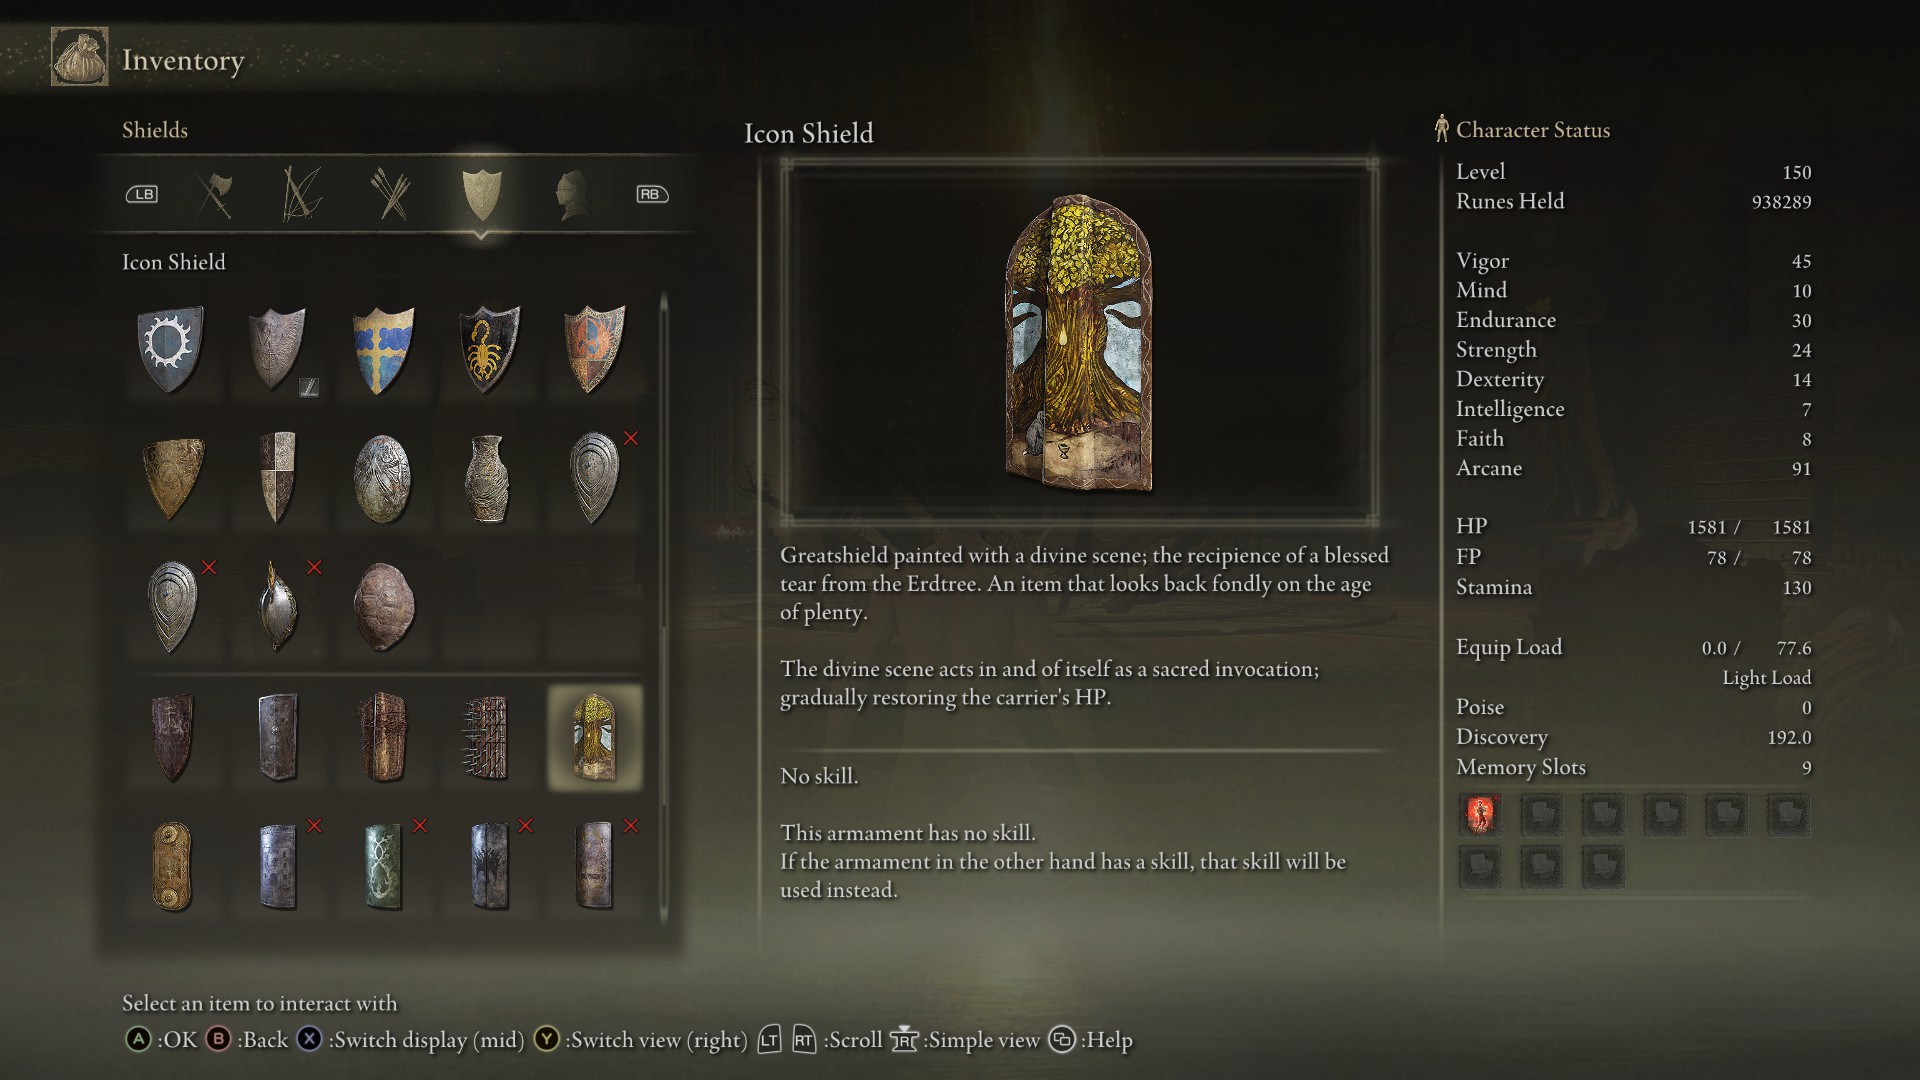 Inventory
Shields
LB
RB
Icon Shield
Icon Shield
Greatshield painted with a divine scene; the recipience of a blessed
tear from the Erdtree. An item that looks back fondly on the age
of plenty.
The divine scene acts in and of itself as a sacred invocation;
gradually restoring the carrier's HP.
No skill.
This armament has no skill.
If the armament in the other hand has a skill, that skill will be
used instead.
Character Status
Level 150
Runes Held 938289
Vigor 45
Mind 10
Endurance 30
Strength 24
Dexterity 14
Intelligence 7
Faith 8
Arcane 91
HP 1581 / 1581
FP 78 / 78
Stamina 130
Equip Load 0.0 / 77.6
Light Load
Poise 0
Discovery 192.0
Memory Slots 9
Select an item to interact with
A :OK B :Back X :Switch display (mid) Y :Switch view (right) LT RT :Scroll R :Simple view :Help